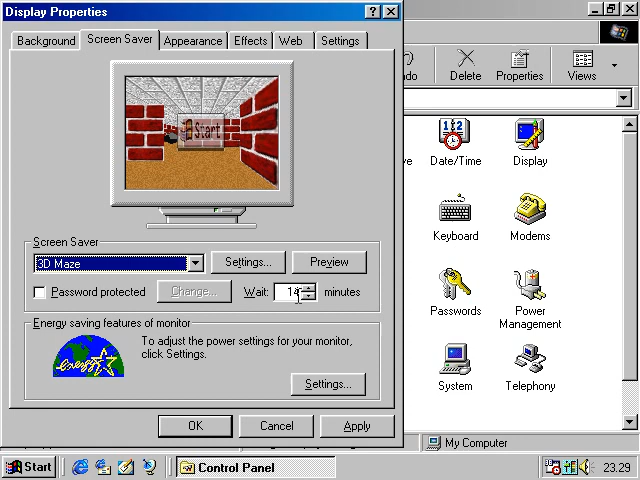 Display Properties
Background Screen Saver Appearance Effects Web Settings
Start
Screen Saver
3D Maze
Settings... Preview
Password protected Change... Wait: minutes
Energy saving features of monitor
To adjust the power settings for your monitor,
click Settings.
energy
Settings...
OK Cancel Apply
Delete Properties Views
Date/Time Display
Keyboard Modems
Passwords Power
Management
System Telephony
My Computer
Start Control Panel 23.29